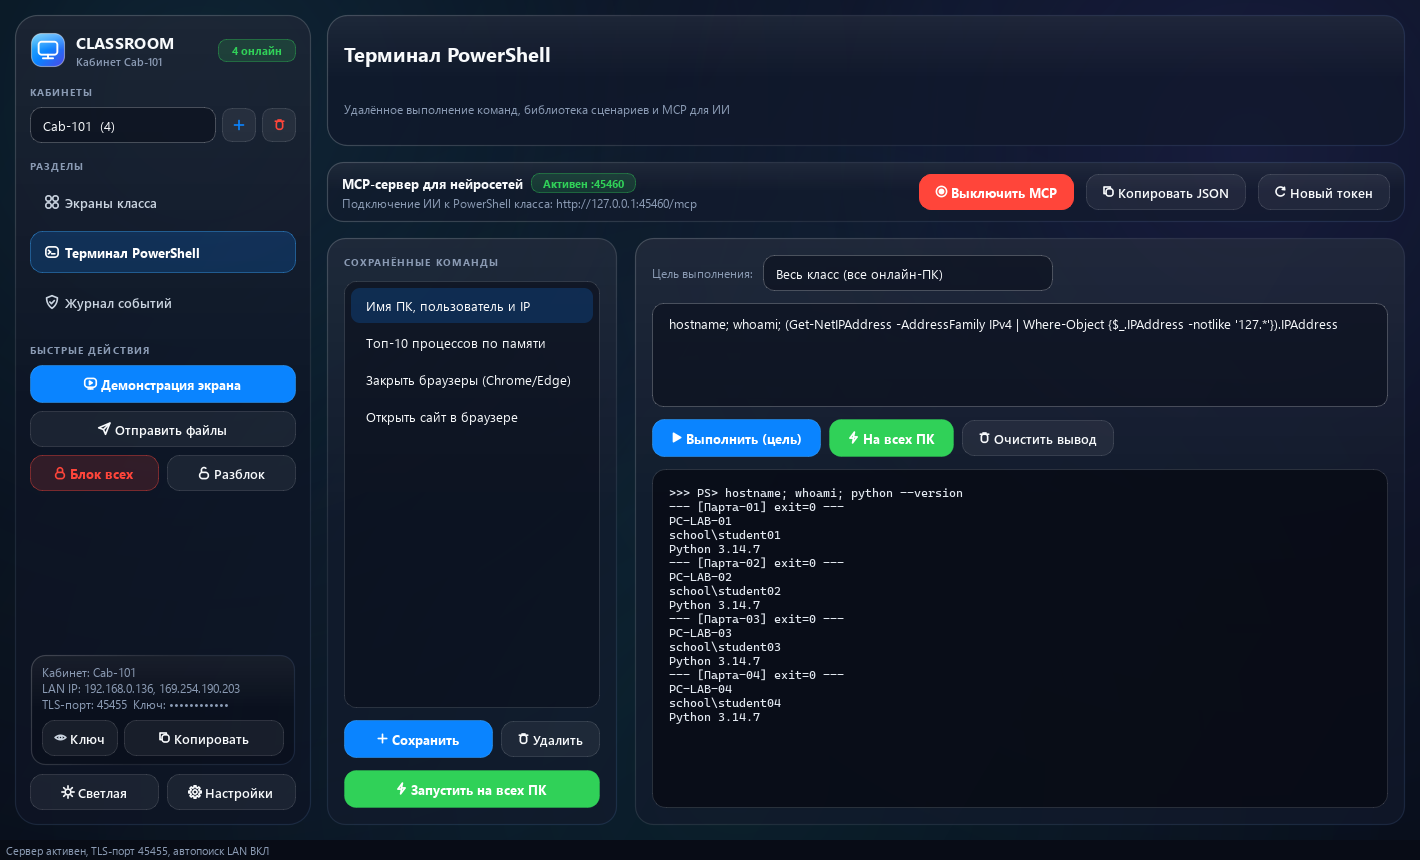 CLASSROOM
Кабинет Cab-101
4 онлайн
КАБИНЕТЫ
Cab-101 (4)
РАЗДЕЛЫ
Экраны класса
Терминал PowerShell
Журнал событий
БЫСТРЫЕ ДЕЙСТВИЯ
Демонстрация экрана
Отправить файлы
Блок всех
Разблок
Кабинет: Cab-101
LAN IP: 192.168.0.136, 169.254.190.203
TLS-порт: 45455 Ключ: ••••••••••••
Ключ
Копировать
Светлая
Настройки
Терминал PowerShell
Удалённое выполнение команд, библиотека сценариев и MCP для ИИ
MCP-сервер для нейросетей
Активен :45460
Подключение ИИ к PowerShell класса: http://127.0.0.1:45460/mcp
Выключить MCP
Копировать JSON
Новый токен
СОХРАНЁННЫЕ КОМАНДЫ
Имя ПК, пользователь и IP
Топ-10 процессов по памяти
Закрыть браузеры (Chrome/Edge)
Открыть сайт в браузере
Сохранить
Удалить
Запустить на всех ПК
Цель выполнения:
Весь класс (все онлайн-ПК)
hostname; whoami; (Get-NetIPAddress -AddressFamily IPv4 | Where-Object {$_.IPAddress -notlike '127.*'}).IPAddress
Выполнить (цель)
На всех ПК
Очистить вывод
>>> PS> hostname; whoami; python --version
--- [Парта-01] exit=0 ---
PC-LAB-01
school\student01
Python 3.14.7
--- [Парта-02] exit=0 ---
PC-LAB-02
school\student02
Python 3.14.7
--- [Парта-03] exit=0 ---
PC-LAB-03
school\student03
Python 3.14.7
--- [Парта-04] exit=0 ---
PC-LAB-04
school\student04
Python 3.14.7
Сервер активен, TLS-порт 45455, автопоиск LAN ВКЛ